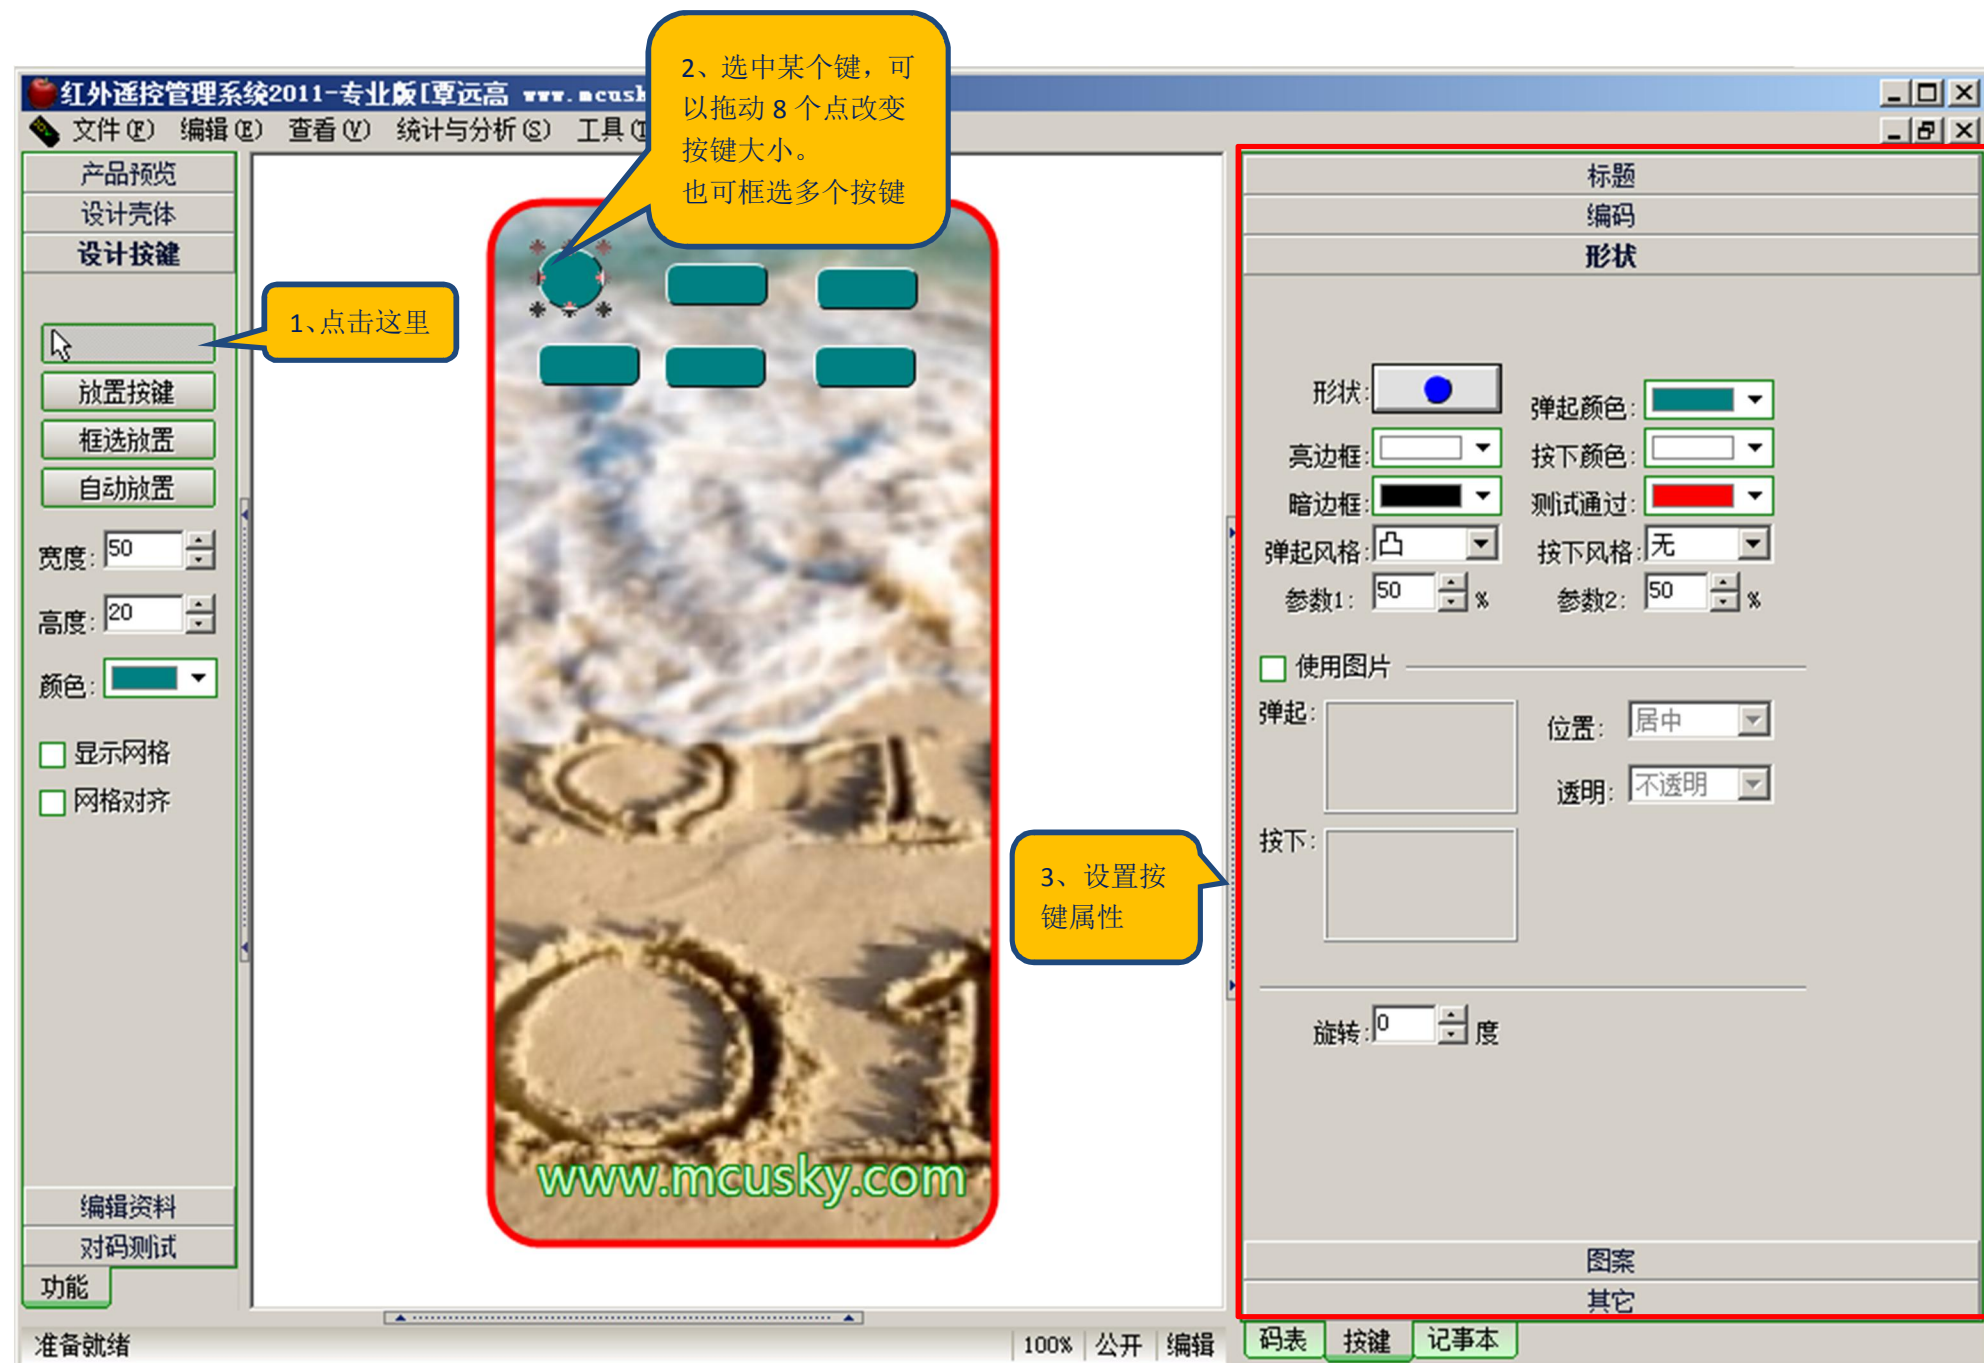 红外遥控管理系统2011-专业版[覃远高 www.mcusk
文件(F) 编辑(E) 查看(V) 统计与分析(S) 工具(T
2、选中某个键，可
以拖动 8 个点改变
按键大小。
也可框选多个按键
产品预览
设计壳体
设计按键
1、点击这里
放置按键
框选放置
自动放置
宽度: 50
高度: 20
颜色:
显示网格
网格对齐
编辑资料
对码测试
功能
准备就绪
www.mcusky.com
3、设置按
键属性
100% 公开 编辑
标题
编码
形状
形状: 弹起颜色:
亮边框: 按下颜色:
暗边框: 测试通过:
弹起风格: 凸 按下风格: 无
参数1: 50 % 参数2: 50 %
使用图片
弹起: 位置: 居中
透明: 不透明
按下:
旋转: 0 度
图案
其它
码表 按键 记事本